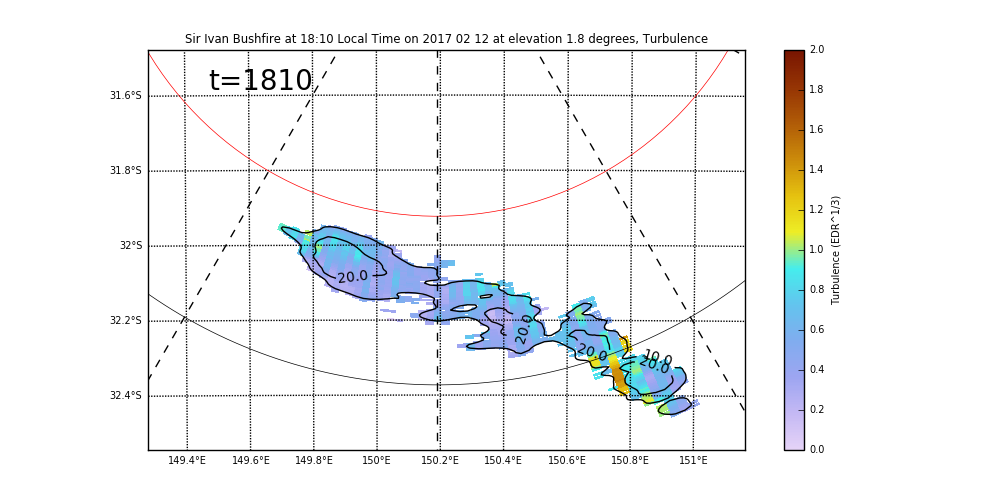 Sir Ivan Bushfire at 18:10 Local Time on 2017 02 12 at elevation 1.8 degrees, Turbulence
t=1810
31.6°S
31.8°S
32°S
32.2°S
32.4°S
20.0
20.0
20.0
10.0
20.0
149.4°E 149.6°E 149.8°E 150°E 150.2°E 150.4°E 150.6°E 150.8°E 151°E
2.0
1.8
1.6
1.4
1.2
1.0
0.8
0.6
0.4
0.2
0.0
Turbulence (EDR^1/3)